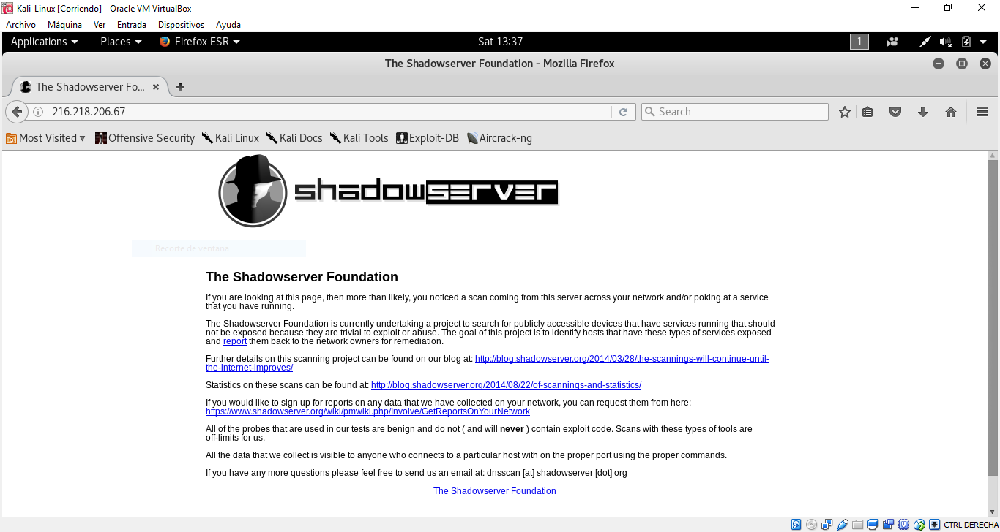 Kali-Linux [Corriendo] - Oracle VM VirtualBox
Archivo Máquina Ver Entrada Dispositivos Ayuda
Applications Places Firefox ESR Sat 13:37 1
The Shadowserver Foundation - Mozilla Firefox
The Shadowserver Fo...
216.218.206.67 Search
Most Visited Offensive Security Kali Linux Kali Docs Kali Tools Exploit-DB Aircrack-ng
shadowserver
Recorte de ventana
The Shadowserver Foundation
If you are looking at this page, then more than likely, you noticed a scan coming from this server across your network and/or poking at a service
that you have running.
The Shadowserver Foundation is currently undertaking a project to search for publicly accessible devices that have services running that should
not be exposed because they are trivial to exploit or abuse. The goal of this project is to identify hosts that have these types of services exposed
and report them back to the network owners for remediation.
Further details on this scanning project can be found on our blog at: http://blog.shadowserver.org/2014/03/28/the-scannings-will-continue-until-
the-internet-improves/
Statistics on these scans can be found at: http://blog.shadowserver.org/2014/08/22/of-scannings-and-statistics/
If you would like to sign up for reports on any data that we have collected on your network, you can request them from here:
https://www.shadowserver.org/wiki/pmwiki.php/Involve/GetReportsOnYourNetwork
All of the probes that are used in our tests are benign and do not ( and will never ) contain exploit code. Scans with these types of tools are
off-limits for us.
All the data that we collect is visible to anyone who connects to a particular host with on the proper port using the proper commands.
If you have any more questions please feel free to send us an email at: dnsscan [at] shadowserver [dot] org
The Shadowserver Foundation
CTRL DERECHA